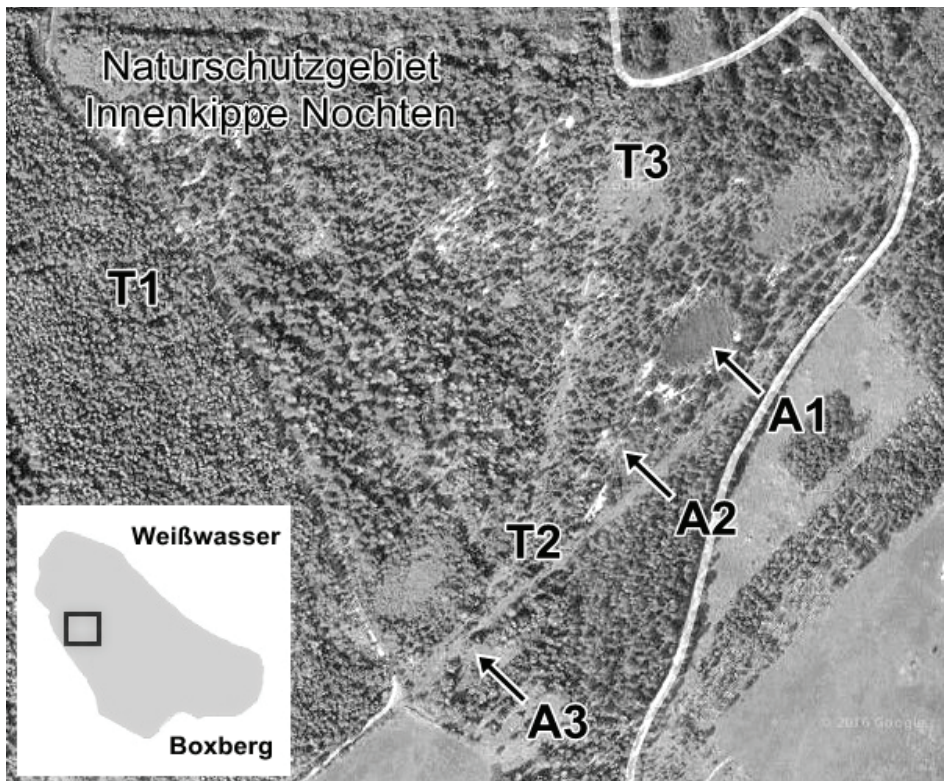 Naturschutzgebiet
Innenkippe Nochten
T3
T1
A1
A2
T2
A3
Weißwasser
Boxberg
© 2016 Google